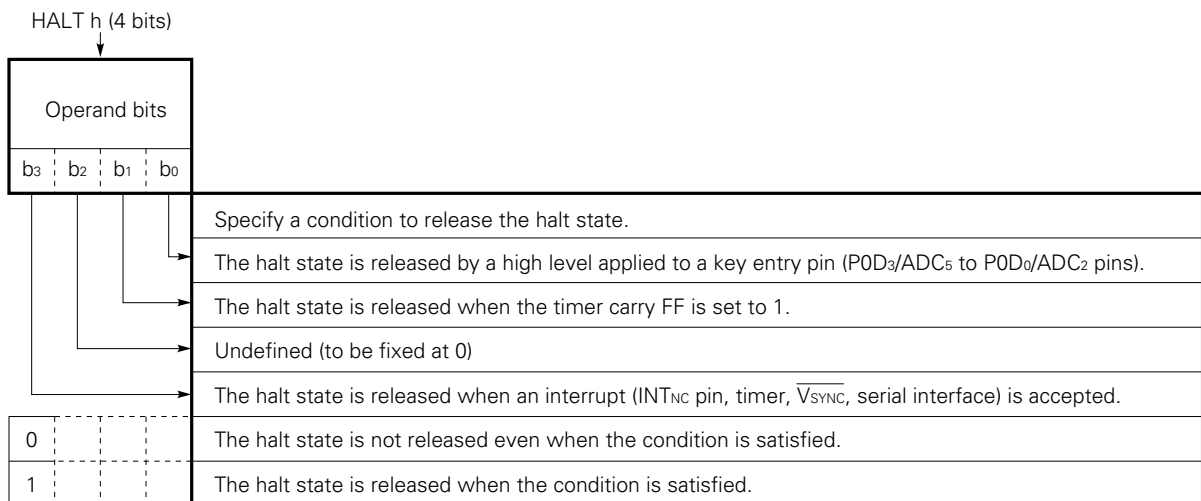 HALT h (4 bits)
Operand bits
b3 b2 b1 b0
Specify a condition to release the halt state.
The halt state is released by a high level applied to a key entry pin (P0D3/ADC5 to P0D0/ADC2 pins).
The halt state is released when the timer carry FF is set to 1.
Undefined (to be fixed at 0)
The halt state is released when an interrupt (INTNC pin, timer, VSYNC, serial interface) is accepted.
0 The halt state is not released even when the condition is satisfied.
1 The halt state is released when the condition is satisfied.